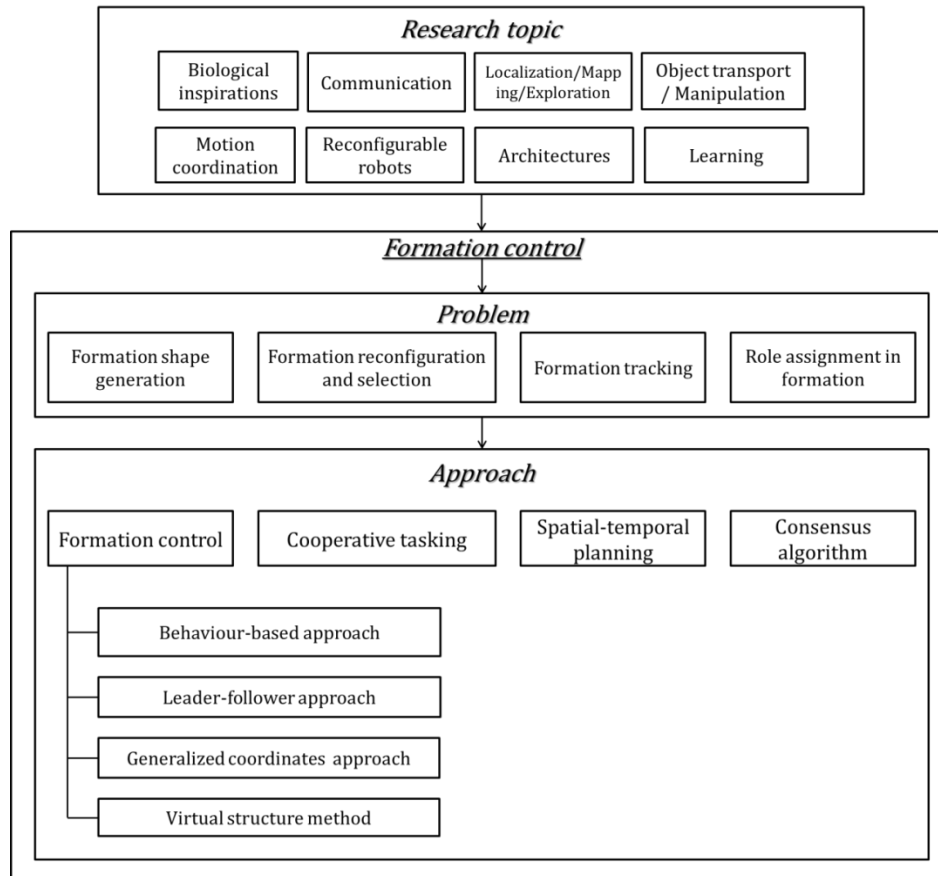 Research topic
Biological
inspirations
Communication
Localization/Mapp
ing/Exploration
Object transport
/ Manipulation
Motion
coordination
Reconfigurable
robots
Architectures
Learning
Formation control
Problem
Formation shape
generation
Formation reconfiguration
and selection
Formation tracking
Role assignment in
formation
Approach
Formation control
Cooperative tasking
Spatial-temporal
planning
Consensus
algorithm
Behaviour-based approach
Leader-follower approach
Generalized coordinates approach
Virtual structure method